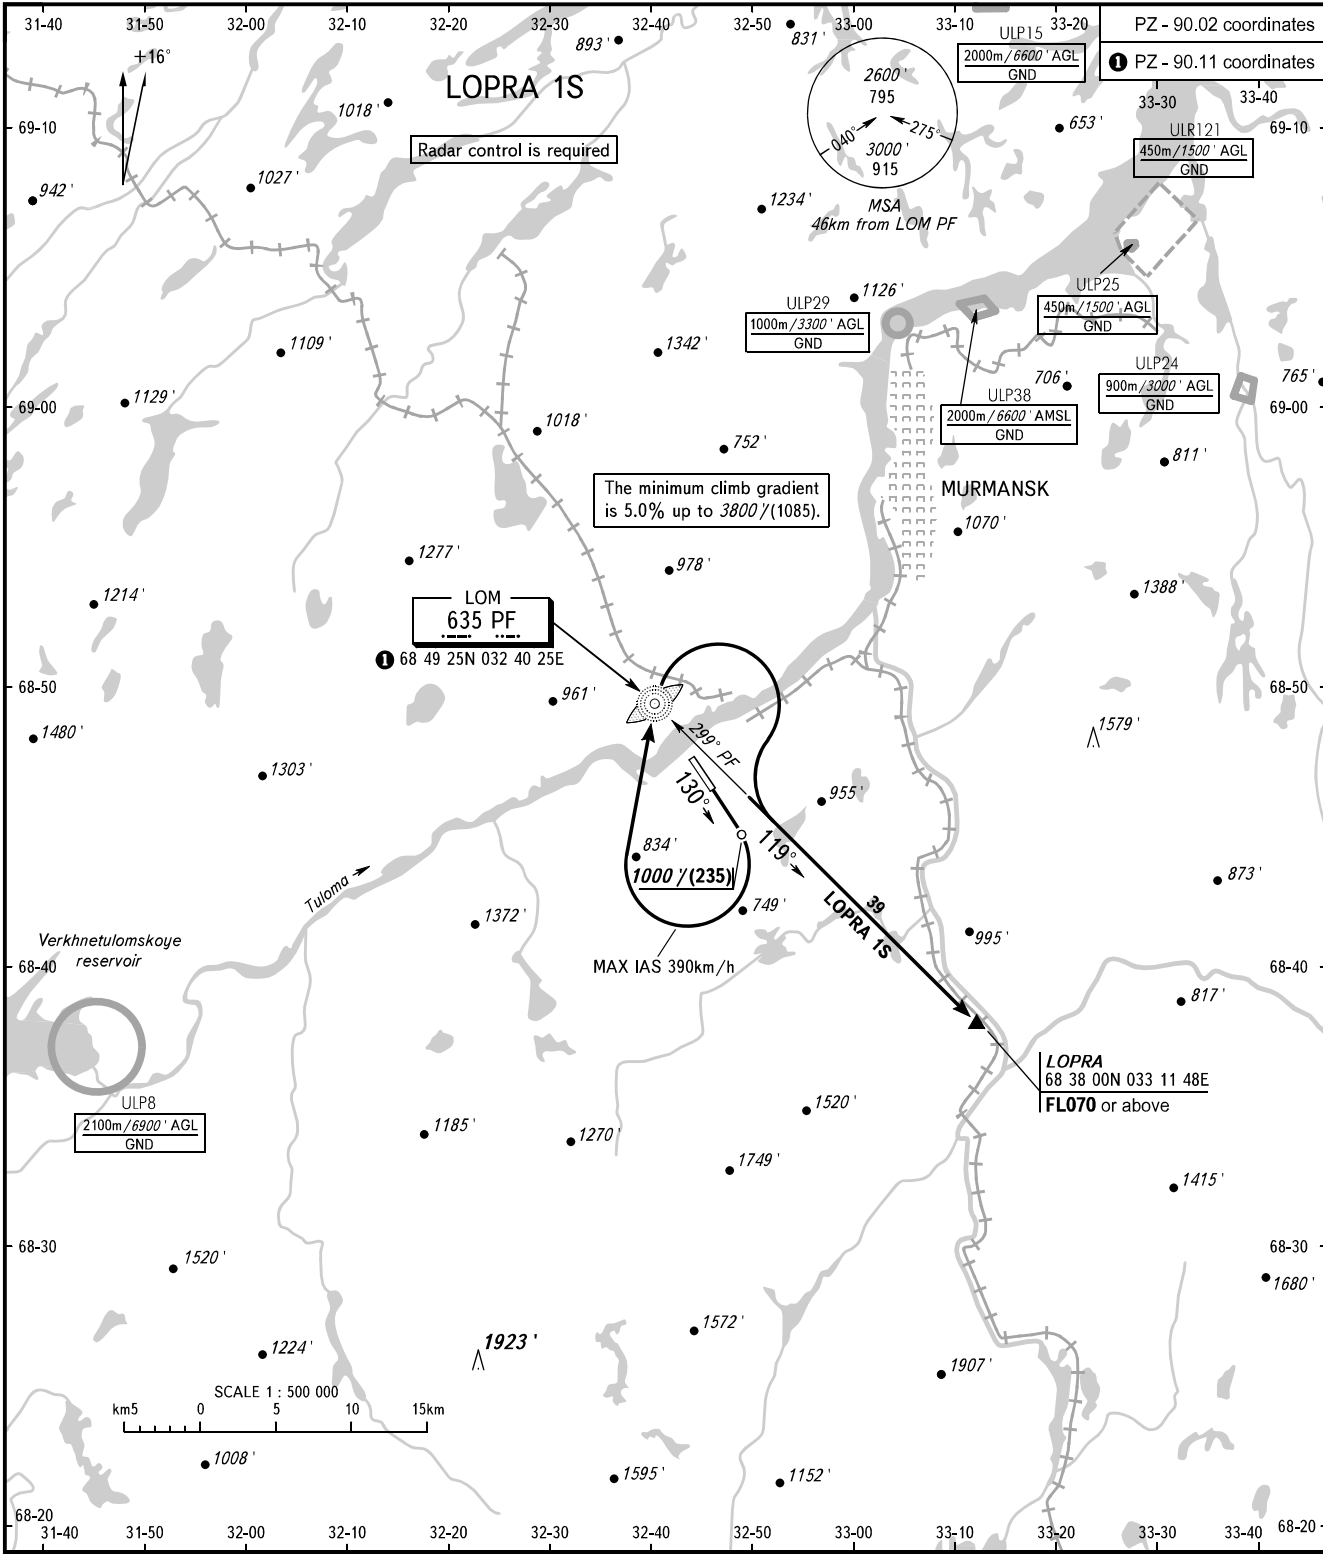 31-40 31-50 32-00 32-10 32-20 32-30 32-40 32-50 33-00 33-10 33-20
PZ - 90.02 coordinates
1 PZ - 90.11 coordinates
33-30 33-40
+16°
LOPRA 1S
Radar control is required
893'
831'
1018'
2600'
795
040° 275°
3000'
915
MSA
46km from LOM PF
ULP15
2000m/6600' AGL
GND
653'
69-10
69-10
ULR121
450m/1500' AGL
GND
942'
1027'
1234'
1126'
ULP29
1000m/3300' AGL
GND
ULP25
450m/1500' AGL
GND
1109'
1342'
1129'
706'
ULP24
900m/3000' AGL
GND
765'
69-00
69-00
ULP38
2000m/6600' AMSL
GND
1018'
752'
811'
The minimum climb gradient
is 5.0% up to 3800'/(1085).
MURMANSK
1070'
1277'
978'
1214'
1388'
LOM
635 PF
1 68 49 25N 032 40 25E
68-50
68-50
961'
1480'
1579'
299° PF
1303'
130°
955'
119°
834'
1000'/(235)
873'
Tuloma
749'
39
LOPRA 1S
1372'
995'
Verkhnetulomskoye
reservoir
MAX IAS 390km/h
68-40
68-40
817'
LOPRA
68 38 00N 033 11 48E
FL070 or above
ULP8
2100m/6900' AGL
GND
1520'
1185'
1270'
1749'
1415'
68-30
68-30
1520'
1680'
1572'
1224'
1923'
1907'
SCALE 1 : 500 000
km5 0 5 10 15km
1008'
1595'
1152'
68-20
68-20
31-40 31-50 32-00 32-10 32-20 32-30 32-40 32-50 33-00 33-10 33-20 33-30 33-40